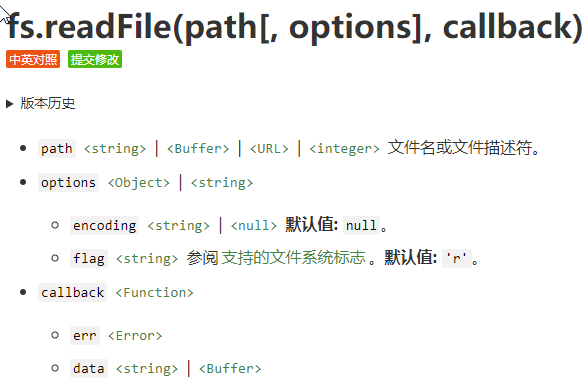 fs.readFile(path[, options], callback)
中英对照 提交修改
▶ 版本历史
• path <string> | <Buffer> | <URL> | <integer> 文件名或文件描述符。
• options <Object> | <string>
◦ encoding <string> | <null> 默认值: null。
◦ flag <string> 参阅支持的文件系统标志。默认值: 'r'。
• callback <Function>
◦ err <Error>
◦ data <string> | <Buffer>